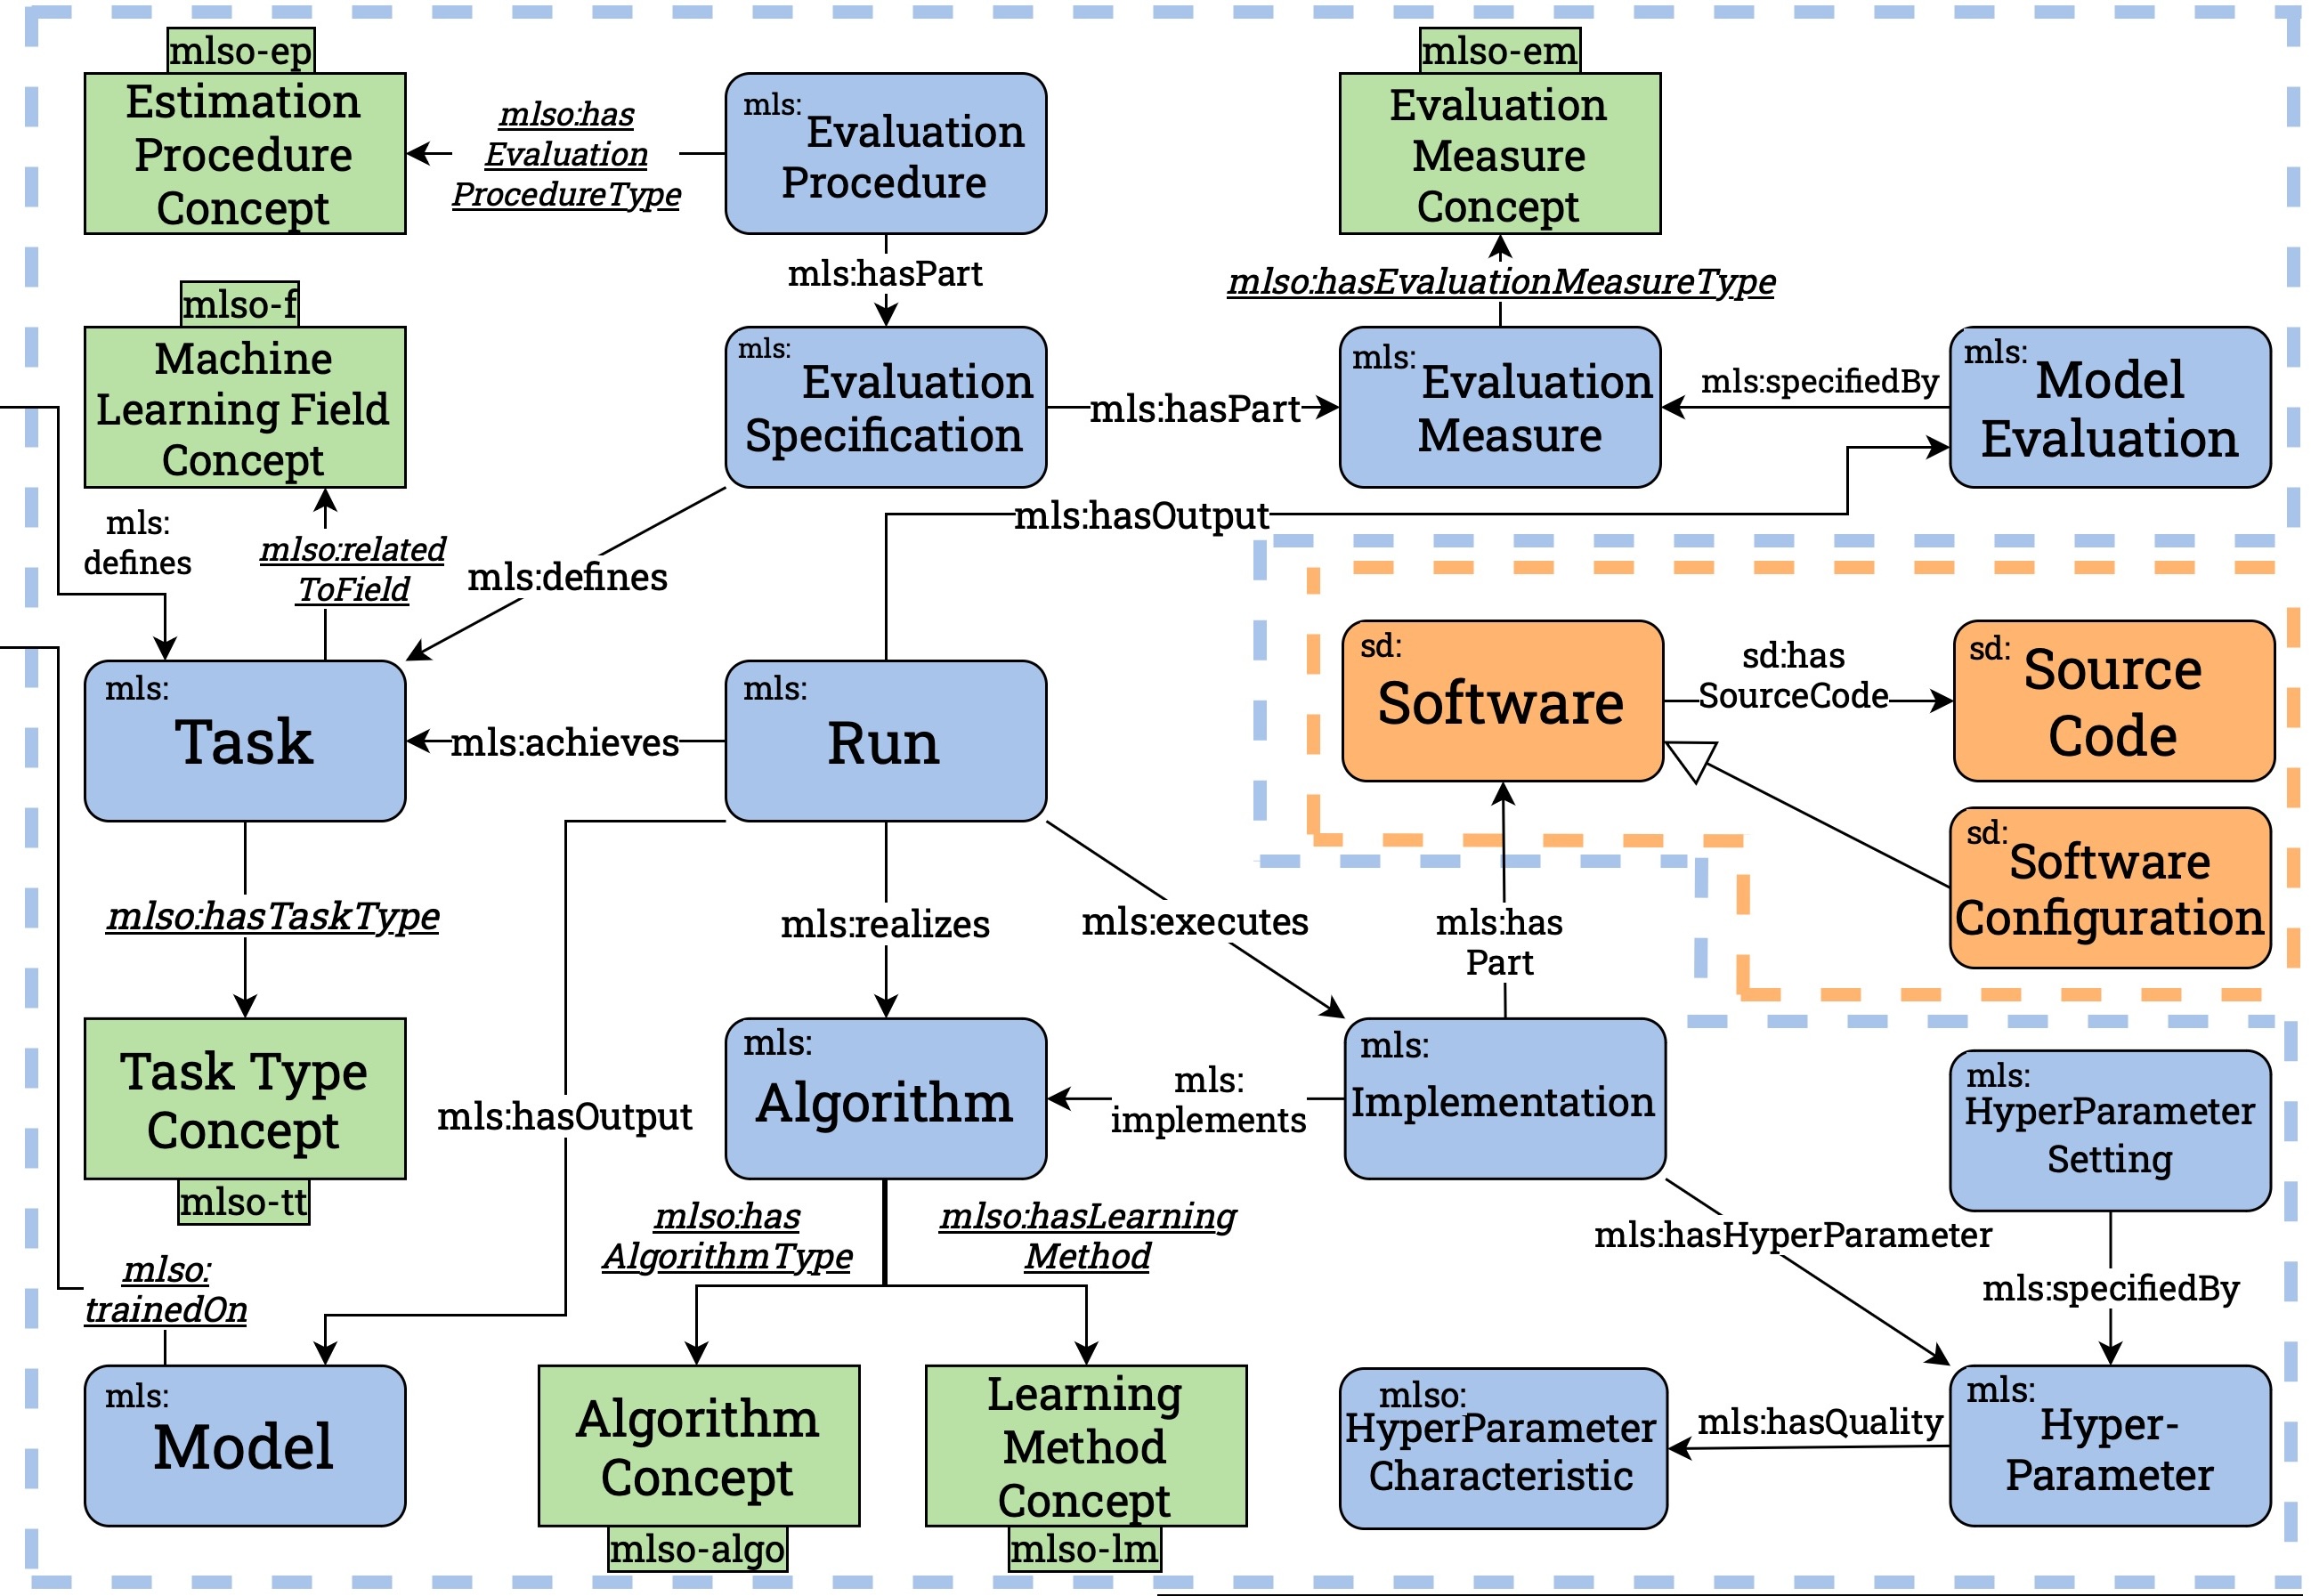 mlso-ep
Estimation
Procedure
Concept
mlso:has
Evaluation
ProcedureType
mls:
Evaluation
Procedure
mlso-em
Evaluation
Measure
Concept
mls:hasPart
mlso:hasEvaluationMeasureType
mlso-f
Machine
Learning Field
Concept
mls:
Evaluation
Specification
mls:hasPart
mls:
Evaluation
Measure
mls:specifiedBy
mls:
Model
Evaluation
mls:
defines
mlso:related
ToField
mls:defines
mls:hasOutput
mls:
Task
mls:achieves
mls:
Run
sd:
Software
sd:has
SourceCode
sd:
Source
Code
sd:
Software
Configuration
mlso:hasTaskType
mls:realizes
mls:executes
mls:has
Part
Task Type
Concept
mlso-tt
mls:hasOutput
mls:
Algorithm
mls:
implements
mls:
Implementation
mls:
HyperParameter
Setting
mlso:has
AlgorithmType
mlso:hasLearning
Method
mls:hasHyperParameter
mls:specifiedBy
mlso:
trainedOn
mls:
Model
Algorithm
Concept
mlso-algo
Learning
Method
Concept
mlso-lm
mlso:
HyperParameter
Characteristic
mls:hasQuality
mls:
Hyper-
Parameter